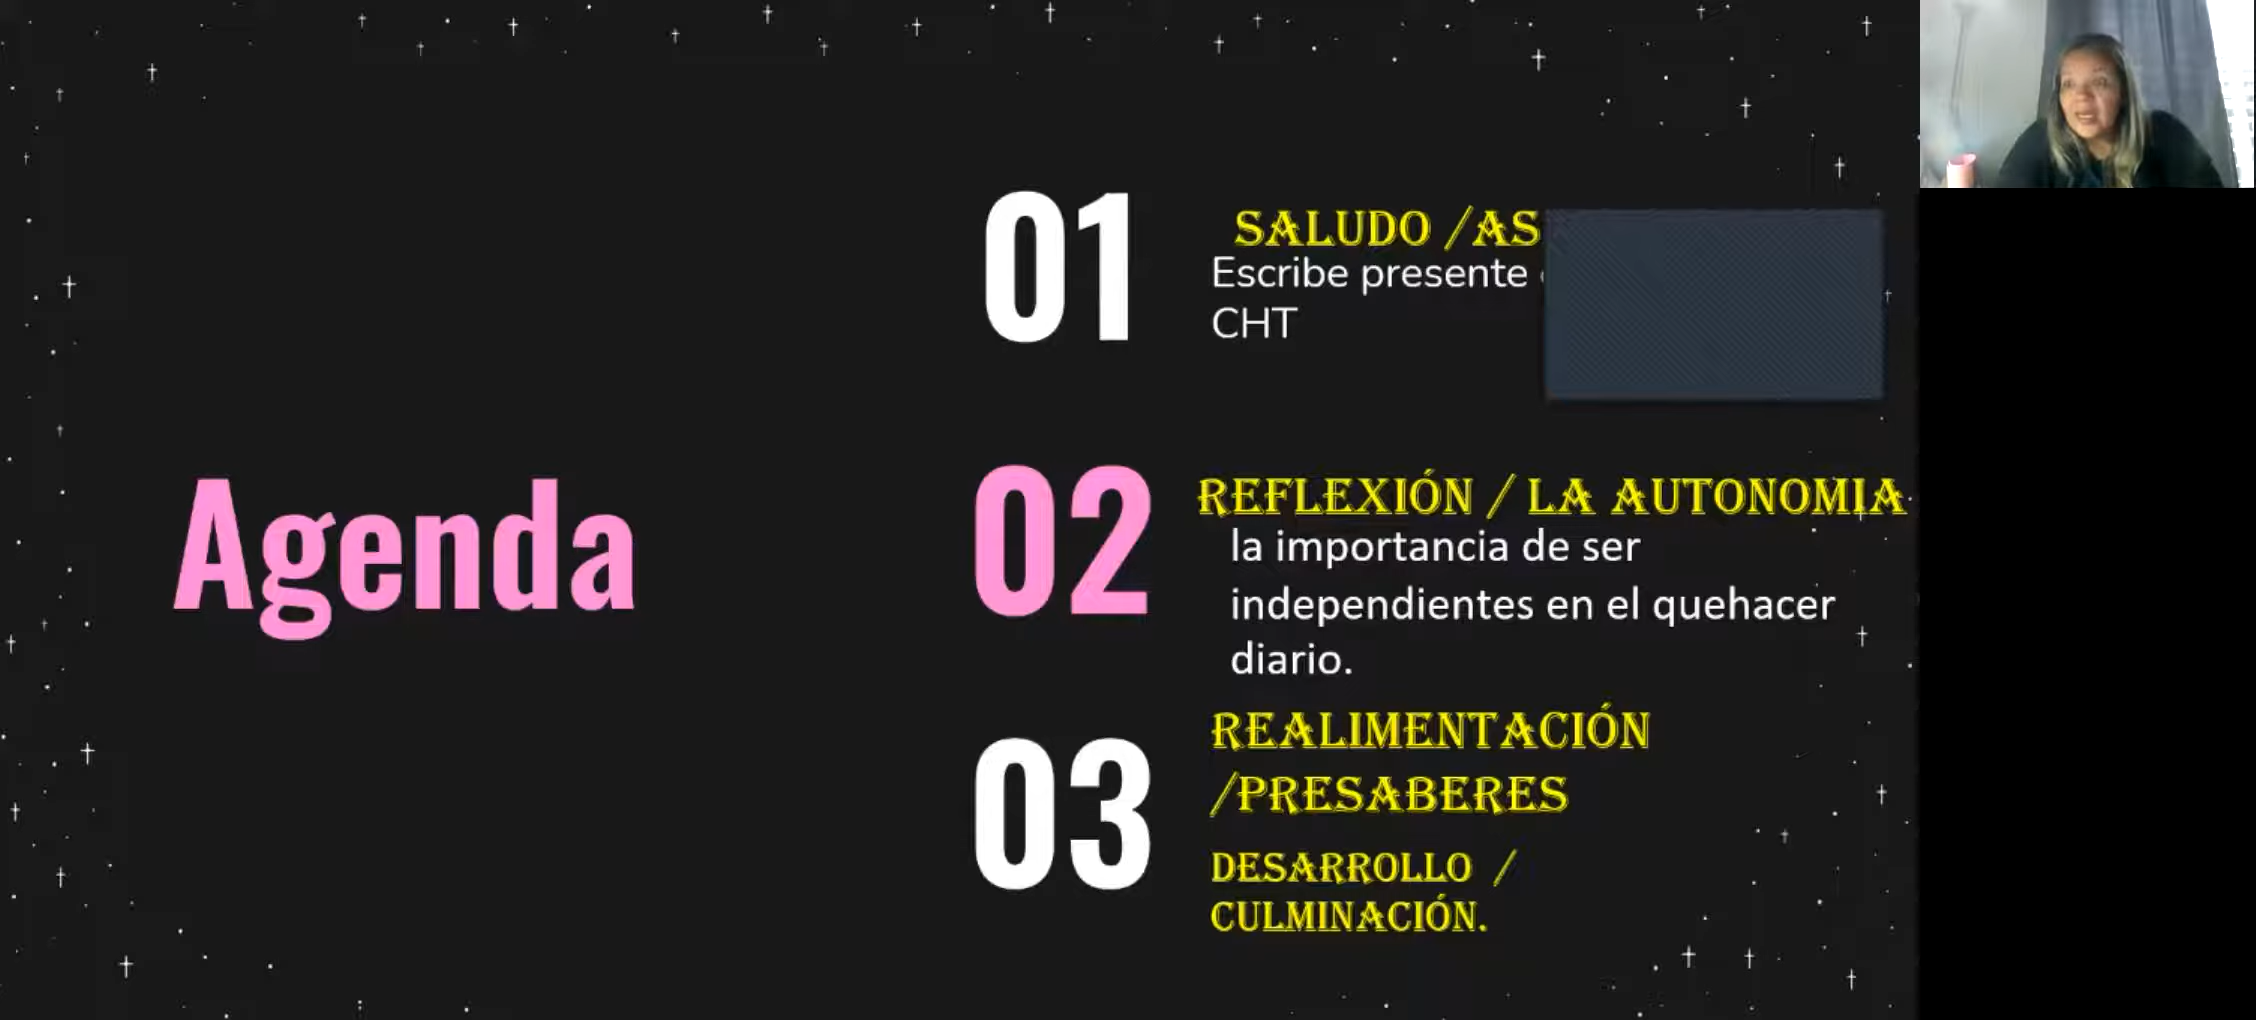 Agenda
01
SALUDO /AS
Escribe presente
CHT
02
REFLEXIÓN / LA AUTONOMIA
la importancia de ser
independientes en el quehacer
diario.
03
REALIMENTACIÓN
/PRESABERES
DESARROLLO /
CULMINACIÓN.